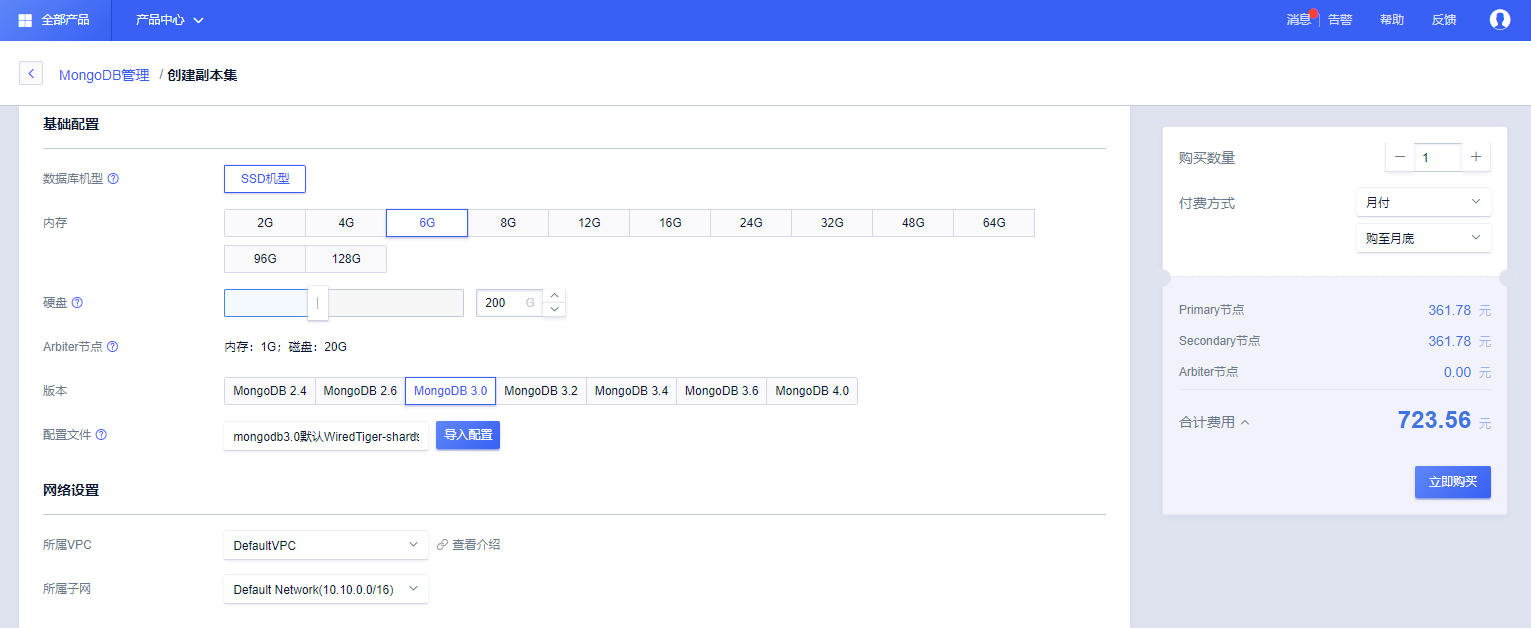 全部产品 产品中心 消息 告警 帮助 反馈
MongoDB管理 / 创建副本集
基础配置
数据库机型 SSD机型
内存 2G 4G 6G 8G 12G 16G 24G 32G 48G 64G
96G 128G
硬盘 200 G
Arbiter节点 内存：1G；磁盘：20G
版本 MongoDB 2.4 MongoDB 2.6 MongoDB 3.0 MongoDB 3.2 MongoDB 3.4 MongoDB 3.6 MongoDB 4.0
配置文件 mongodb3.0默认WiredTiger-shards 导入配置
网络设置
所属VPC DefaultVPC 查看介绍
所属子网 Default Network(10.10.0.0/16)
购买数量 1
付费方式 月付
购至月底
Primary节点 361.78 元
Secondary节点 361.78 元
Arbiter节点 0.00 元
合计费用 723.56 元
立即购买